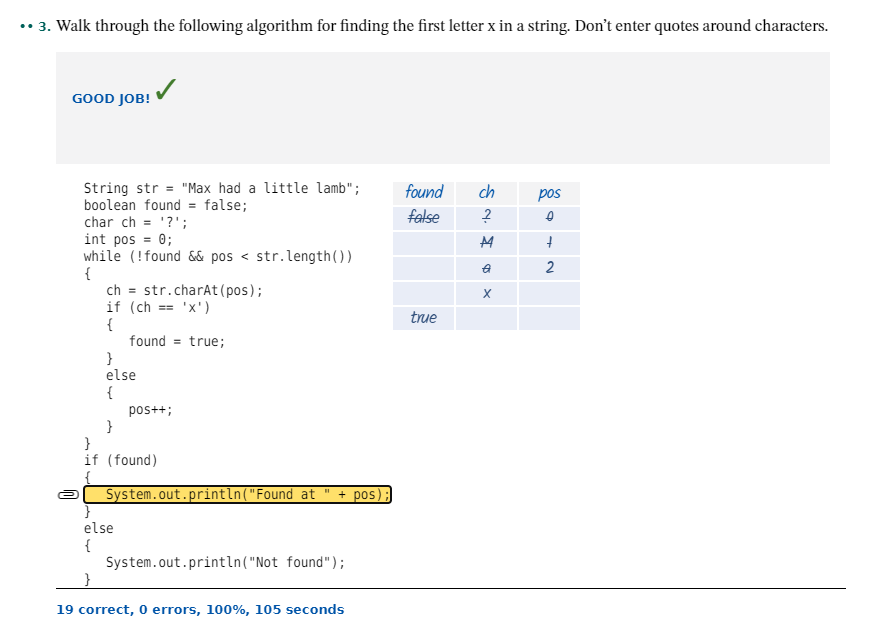 •• 3. Walk through the following algorithm for finding the first letter x in a string. Don’t enter quotes around characters.
GOOD JOB! ✓
String str = "Max had a little lamb";
boolean found = false;
char ch = '?';
int pos = 0;
while (!found && pos < str.length())
{
   ch = str.charAt(pos);
   if (ch == 'x')
   {
      found = true;
   }
   else
   {
      pos++;
   }
}
if (found)
{
   System.out.println("Found at " + pos);
}
else
{
   System.out.println("Not found");
}
found ch pos
false ? 0
M 1
a 2
x
true
19 correct, 0 errors, 100%, 105 seconds